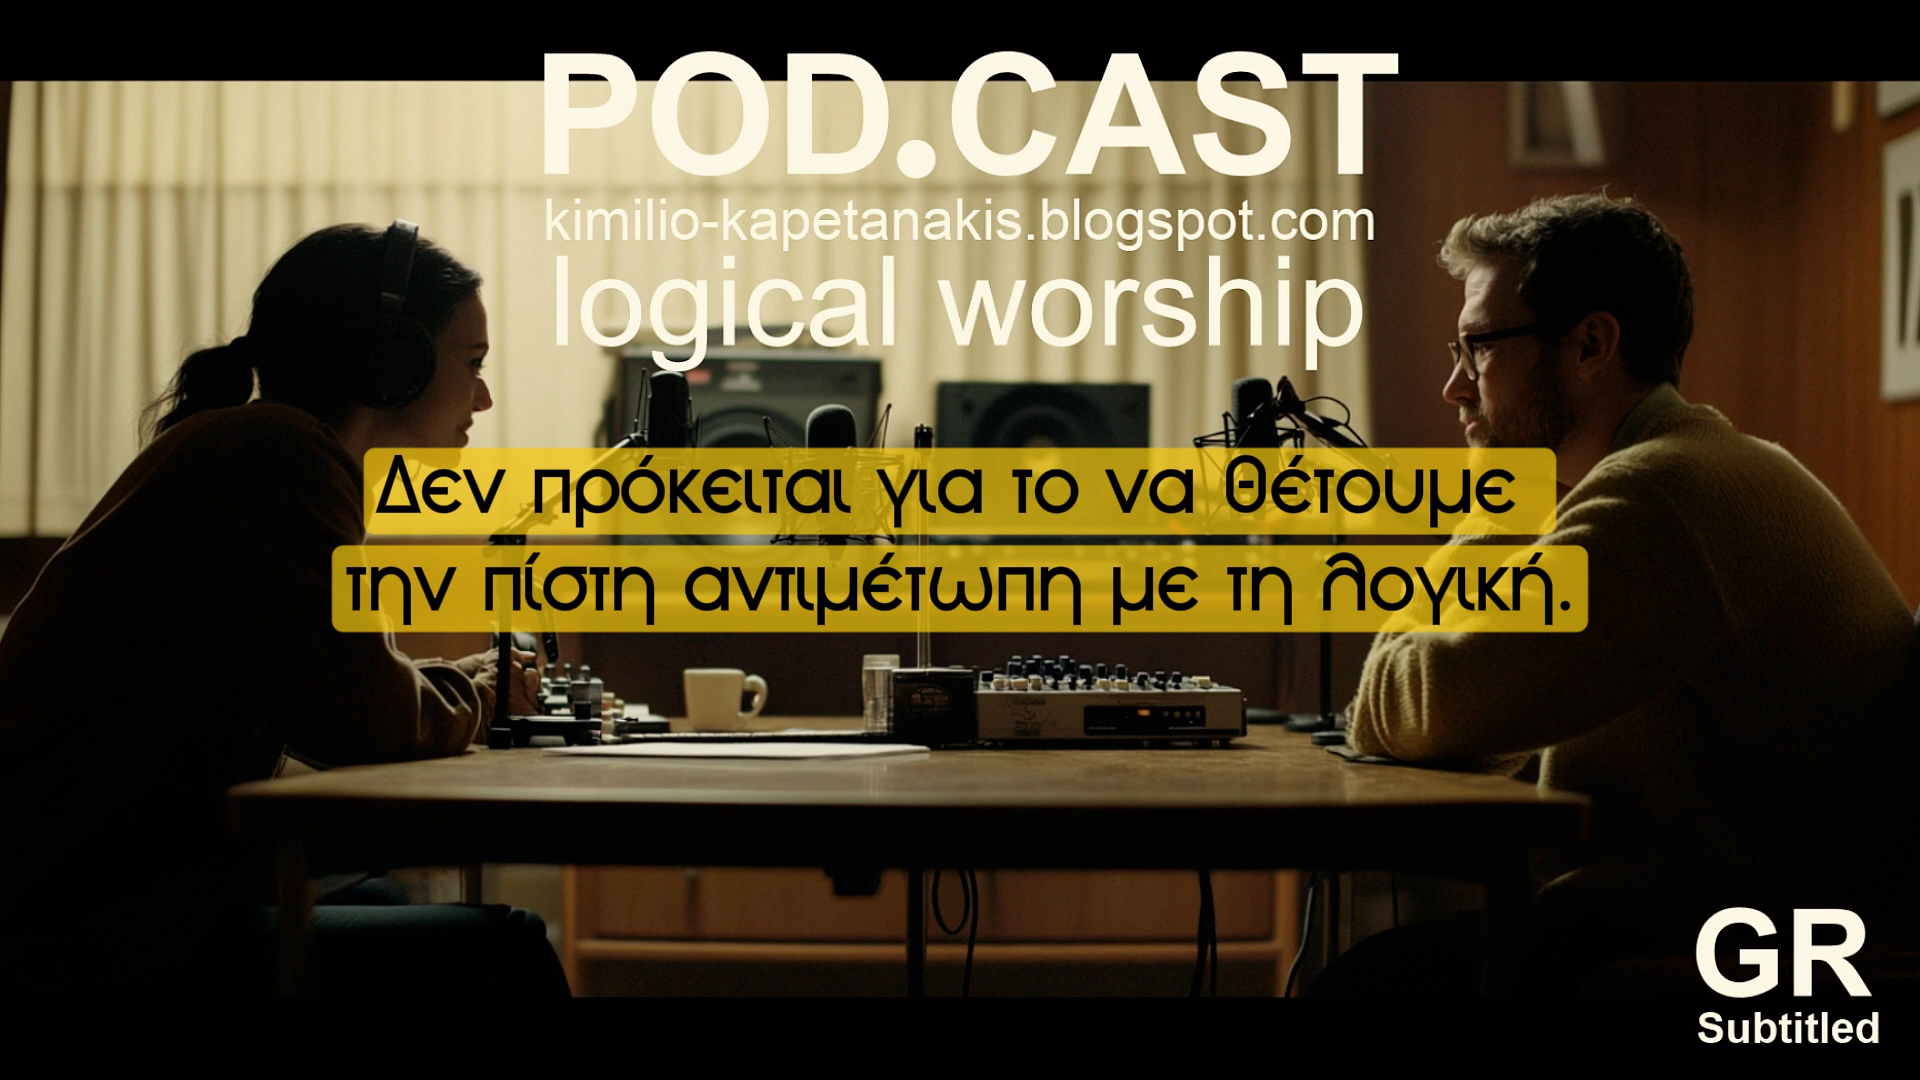 POD.CAST
kimilio-kapetanakis.blogspot.com
logical worship
Δεν πρόκειται για το να θέτουμε
την πίστη αντιμέτωπη με τη λογική.
GR
Subtitled